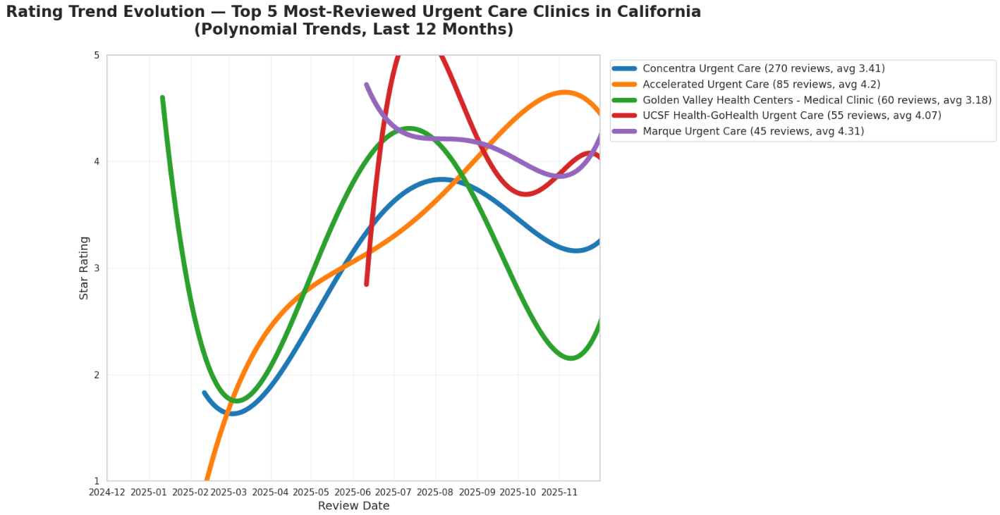 Rating Trend Evolution — Top 5 Most-Reviewed Urgent Care Clinics in California
(Polynomial Trends, Last 12 Months)
5
4
3
2
1
Star Rating
2024-12 2025-01 2025-02 2025-03 2025-04 2025-05 2025-06 2025-07 2025-08 2025-09 2025-10 2025-11
Review Date
Concentra Urgent Care (270 reviews, avg 3.41)
Accelerated Urgent Care (85 reviews, avg 4.2)
Golden Valley Health Centers - Medical Clinic (60 reviews, avg 3.18)
UCSF Health-GoHealth Urgent Care (55 reviews, avg 4.07)
Marque Urgent Care (45 reviews, avg 4.31)